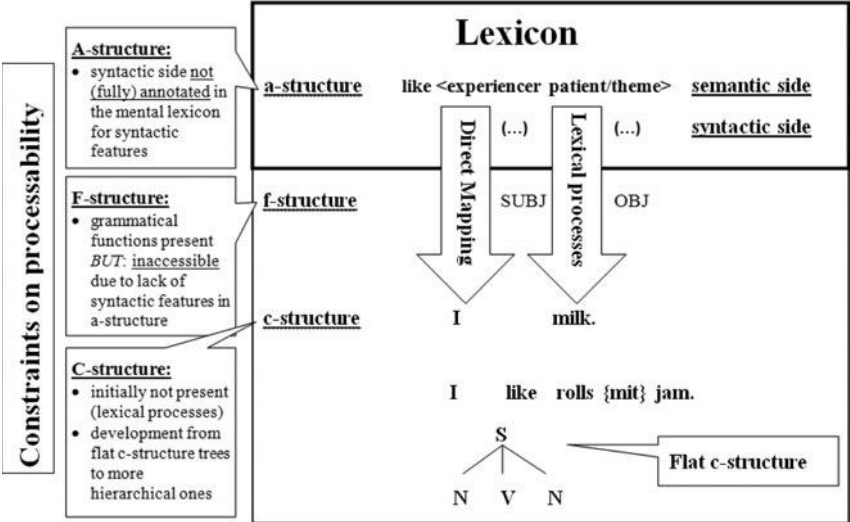 Constraints on processability
A-structure:
• syntactic side not
(fully) annotated in
the mental lexicon
for syntactic
features
F-structure:
• grammatical
functions present
BUT: inaccessible
due to lack of
syntactic features in
a-structure
C-structure:
• initially not present
(lexical processes)
• development from
flat c-structure trees
to more
hierarchical ones
Lexicon
a-structure like <experiencer patient/theme> semantic side
(...) (...) syntactic side
Direct Mapping
Lexical processes
f-structure SUBJ OBJ
c-structure I milk.
I like rolls {mit} jam.
S
Flat c-structure
N V N